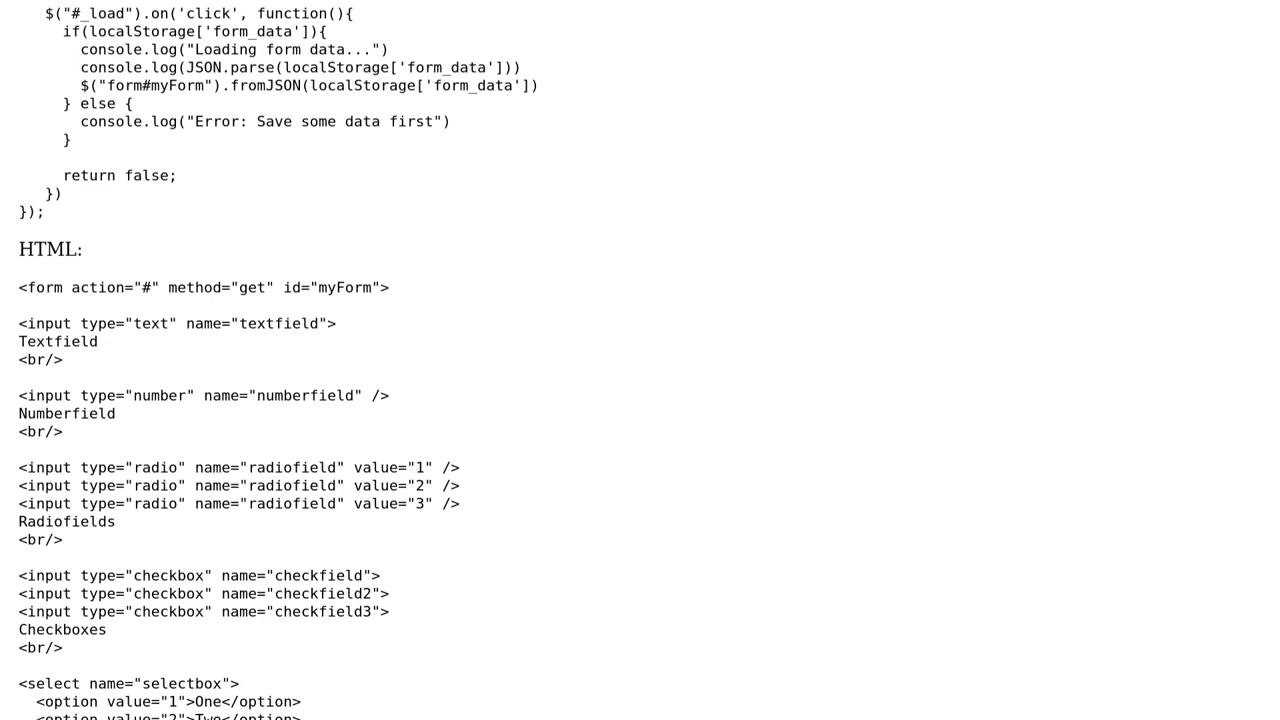 $("#_load").on('click', function(){
if(localStorage['form_data']){
console.log("Loading form data...")
console.log(JSON.parse(localStorage['form_data']))
$("form#myForm").fromJSON(localStorage['form_data'])
} else {
console.log("Error: Save some data first")
}
return false;
})
});
HTML:
<form action="#" method="get" id="myForm">
<input type="text" name="textfield">
Textfield
<br/>
<input type="number" name="numberfield" />
Numberfield
<br/>
<input type="radio" name="radiofield" value="1" />
<input type="radio" name="radiofield" value="2" />
<input type="radio" name="radiofield" value="3" />
Radiofields
<br/>
<input type="checkbox" name="checkfield">
<input type="checkbox" name="checkfield2">
<input type="checkbox" name="checkfield3">
Checkboxes
<br/>
<select name="selectbox">
<option value="1">One</option>
<option value="2">Two</option>